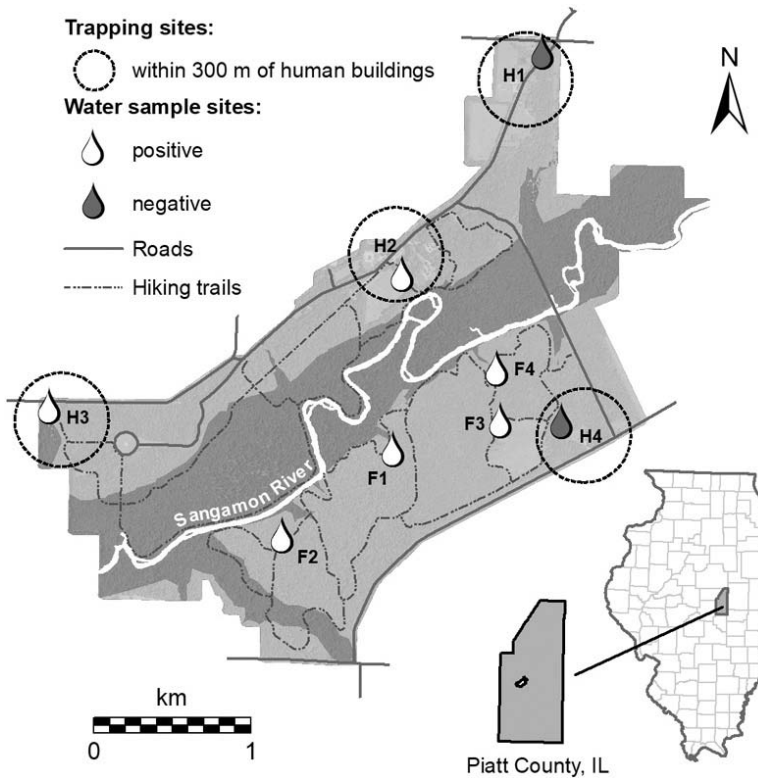 Trapping sites:
within 300 m of human buildings
Water sample sites:
positive
negative
Roads
Hiking trails
N
H1
H2
H3
F4
F3
H4
F1
F2
Sangamon River
km
0 1
Piatt County, IL